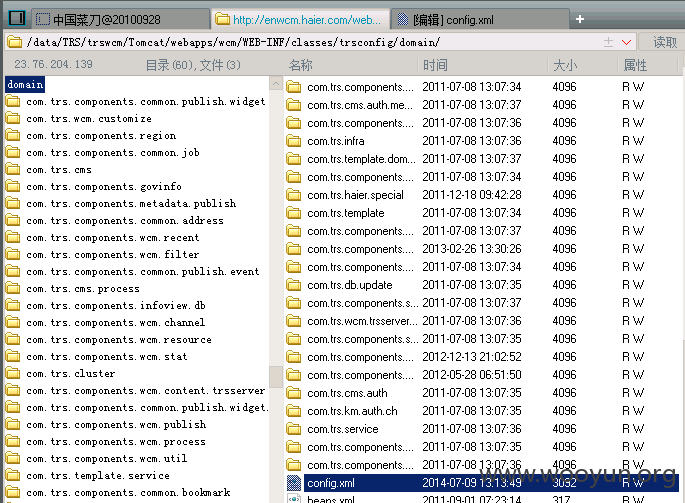 中国菜刀@20100928
http://enwcm.haier.com/web...
[编辑] config.xml
/data/TRS/trswcm/Tomcat/webapps/wcm/WEB-INF/classes/trsconfig/domain/
读取
23.76.204.139 目录(60),文件(3)
名称 时间 大小 属性
domain
com.trs.components.common.publish.widget
com.trs.wcm.customize
com.trs.components.region
com.trs.components.common.job
com.trs.cms
com.trs.components.govinfo
com.trs.components.metadata.publish
com.trs.components.common.address
com.trs.components.wcm.recent
com.trs.components.wcm.filter
com.trs.components.common.publish.event
com.trs.cms.process
com.trs.components.infoview.db
com.trs.components.wcm.channel
com.trs.components.wcm.resource
com.trs.components.wcm.stat
com.trs.cluster
com.trs.components.wcm.content.trsserver
com.trs.components.common.publish.widget.
com.trs.components.wcm.publish
com.trs.components.wcm.process
com.trs.components.wcm.util
com.trs.template.service
com.trs.components.common.bookmark
com.trs.components.... 2011-07-08 13:07:34 4096 R W
com.trs.cms.auth.me... 2011-07-08 13:07:37 4096 R W
com.trs.infra 2011-07-08 13:07:36 4096 R W
com.trs.template.dom... 2011-07-08 13:07:37 4096 R W
com.trs.components.... 2011-07-08 13:07:34 4096 R W
com.trs.haier.special 2011-12-18 09:42:28 4096 R W
com.trs.template 2011-07-08 13:07:34 4096 R W
com.trs.components.... 2011-07-08 13:07:37 4096 R W
com.trs.components.... 2013-02-26 13:30:26 4096 R W
com.trs.components.... 2011-07-08 13:07:34 4096 R W
com.trs.db.update 2011-07-08 13:07:35 4096 R W
com.trs.components.s... 2011-07-08 13:07:37 4096 R W
com.trs.wcm.trsserver... 2011-07-08 13:07:36 4096 R W
com.trs.components.... 2011-07-08 13:07:35 4096 R W
com.trs.components.... 2011-07-08 13:07:36 4096 R W
com.trs.components.... 2012-12-13 21:02:52 4096 R W
com.trs.components.... 2012-05-28 06:51:50 4096 R W
com.trs.cms.auth 2011-07-08 13:07:35 4096 R W
com.trs.km.auth.ch 2011-07-08 13:07:35 4096 R W
com.trs.service 2011-07-08 13:07:36 4096 R W
com.trs.components.... 2011-07-08 13:07:35 4096 R W
com.trs.components.... 2011-07-08 13:07:36 4096 R W
config.xml 2014-07-09 13:13:49 3092 R W
beans.xml 2011-09-01 07:23:14 317 R W
www.wooyun.org